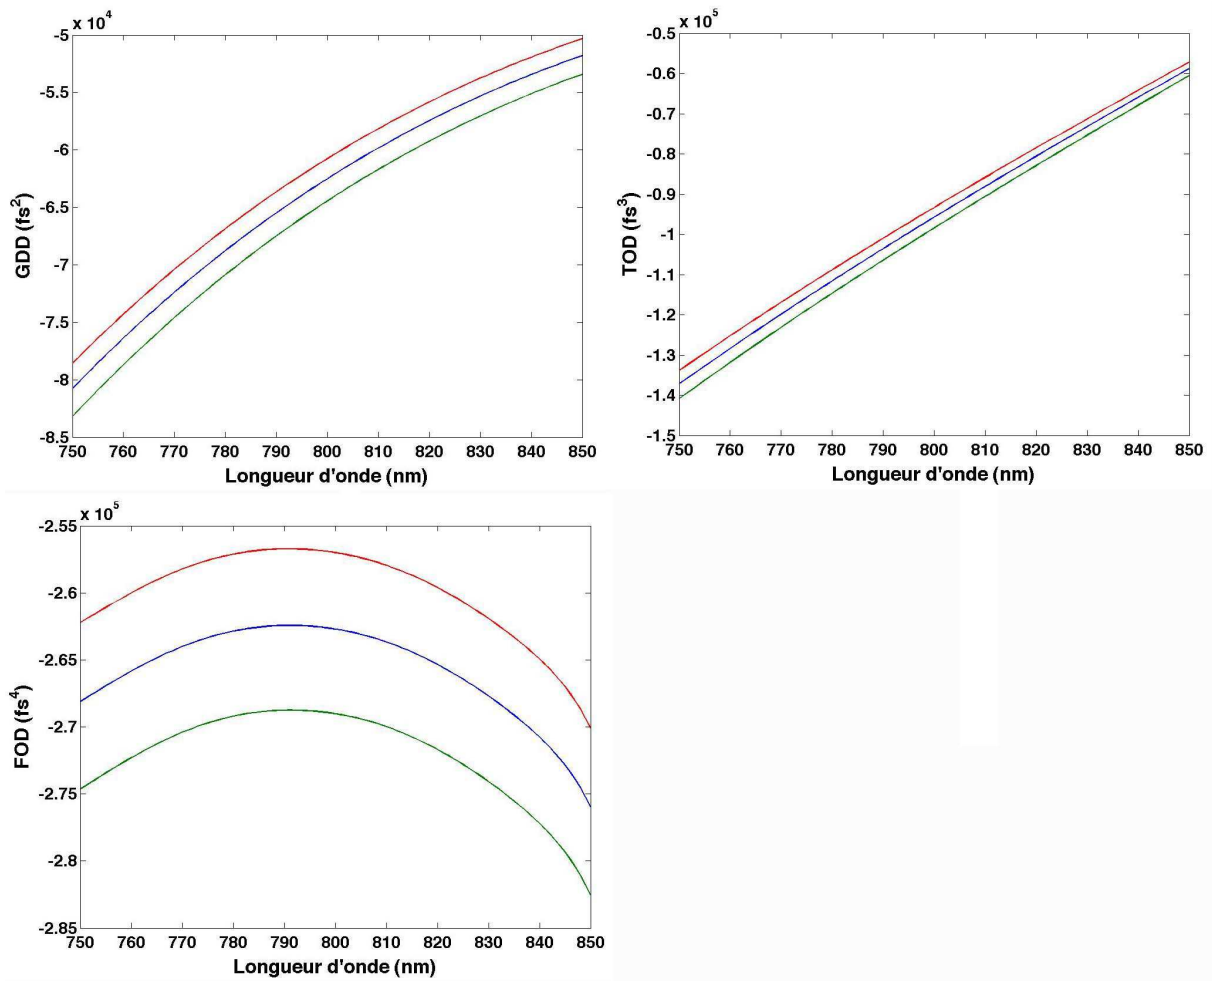 x 10^4
-5
-5.5
-6
-6.5
-7
-7.5
-8
-8.5
GDD (fs^2)
750 760 770 780 790 800 810 820 830 840 850
Longueur d'onde (nm)
x 10^5
-0.5
-0.6
-0.7
-0.8
-0.9
-1
-1.1
-1.2
-1.3
-1.4
-1.5
TOD (fs^3)
750 760 770 780 790 800 810 820 830 840 850
Longueur d'onde (nm)
x 10^5
-2.55
-2.6
-2.65
-2.7
-2.75
-2.8
-2.85
FOD (fs^4)
750 760 770 780 790 800 810 820 830 840 850
Longueur d'onde (nm)